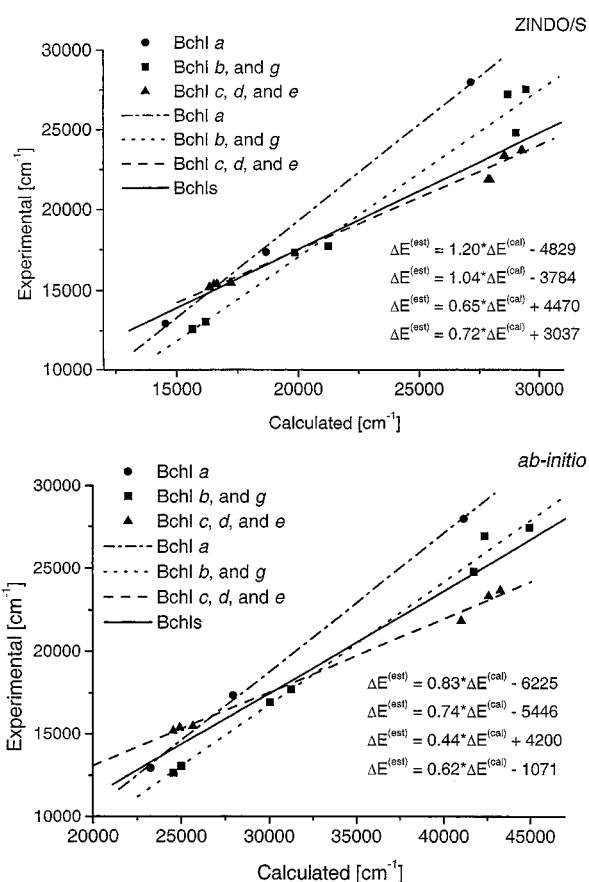 ZINDO/S
30000
25000
20000
15000
10000
Experimental [cm⁻¹]
Bchl a
Bchl b, and g
Bchl c, d, and e
Bchl a
Bchl b, and g
Bchl c, d, and e
Bchls
ΔE⁽ᵉˢᵗ⁾ = 1.20*ΔE⁽ᶜᵃˡ⁾ - 4829
ΔE⁽ᵉˢᵗ⁾ = 1.04*ΔE⁽ᶜᵃˡ⁾ - 3784
ΔE⁽ᵉˢᵗ⁾ = 0.65*ΔE⁽ᶜᵃˡ⁾ + 4470
ΔE⁽ᵉˢᵗ⁾ = 0.72*ΔE⁽ᶜᵃˡ⁾ + 3037
15000 20000 25000 30000
Calculated [cm⁻¹]
ab-initio
30000
25000
20000
15000
10000
Experimental [cm⁻¹]
Bchl a
Bchl b, and g
Bchl c, d, and e
Bchl a
Bchl b, and g
Bchl c, d, and e
Bchls
ΔE⁽ᵉˢᵗ⁾ = 0.83*ΔE⁽ᶜᵃˡ⁾ - 6225
ΔE⁽ᵉˢᵗ⁾ = 0.74*ΔE⁽ᶜᵃˡ⁾ - 5446
ΔE⁽ᵉˢᵗ⁾ = 0.44*ΔE⁽ᶜᵃˡ⁾ + 4200
ΔE⁽ᵉˢᵗ⁾ = 0.62*ΔE⁽ᶜᵃˡ⁾ - 1071
20000 25000 30000 35000 40000 45000
Calculated [cm⁻¹]